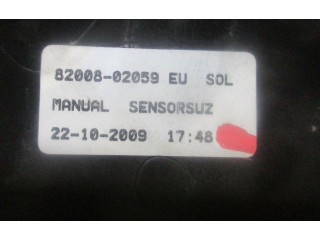 82008-02059 EU SOL
MANUAL SENSORSUZ
22-10-2009 17:48